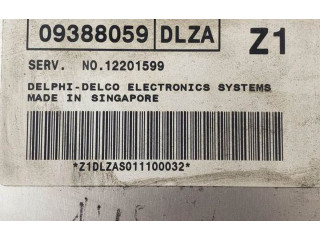 09388059 DLZA Z1
SERV. NO.12201599
DELPHI-DELCO ELECTRONICS SYSTEMS
MADE IN SINGAPORE
*Z1DLZAS011100032*